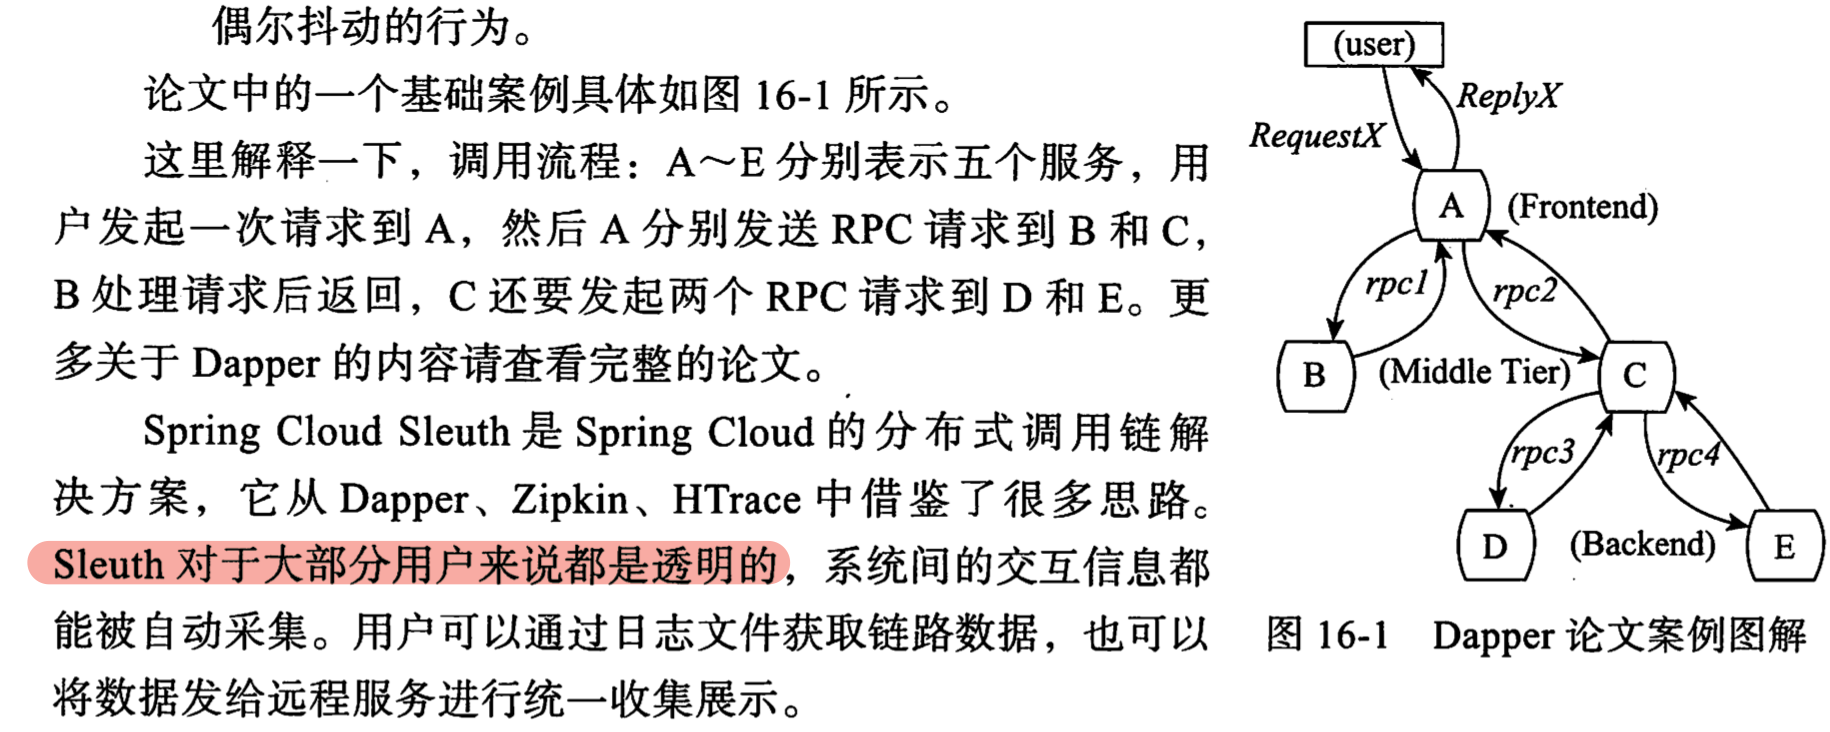 偶尔抖动的行为。
论文中的一个基础案例具体如图 16-1 所示。
这里解释一下，调用流程：A～E 分别表示五个服务，用
户发起一次请求到 A，然后 A 分别发送 RPC 请求到 B 和 C，
B 处理请求后返回，C 还要发起两个 RPC 请求到 D 和 E。更
多关于 Dapper 的内容请查看完整的论文。
Spring Cloud Sleuth 是 Spring Cloud 的分布式调用链解
决方案，它从 Dapper、Zipkin、HTrace 中借鉴了很多思路。
Sleuth 对于大部分用户来说都是透明的，系统间的交互信息都
能被自动采集。用户可以通过日志文件获取链路数据，也可以
将数据发给远程服务进行统一收集展示。
(user)
ReplyX
RequestX
A (Frontend)
rpc1 rpc2
B (Middle Tier) C
rpc3 rpc4
D (Backend) E
图 16-1 Dapper 论文案例图解